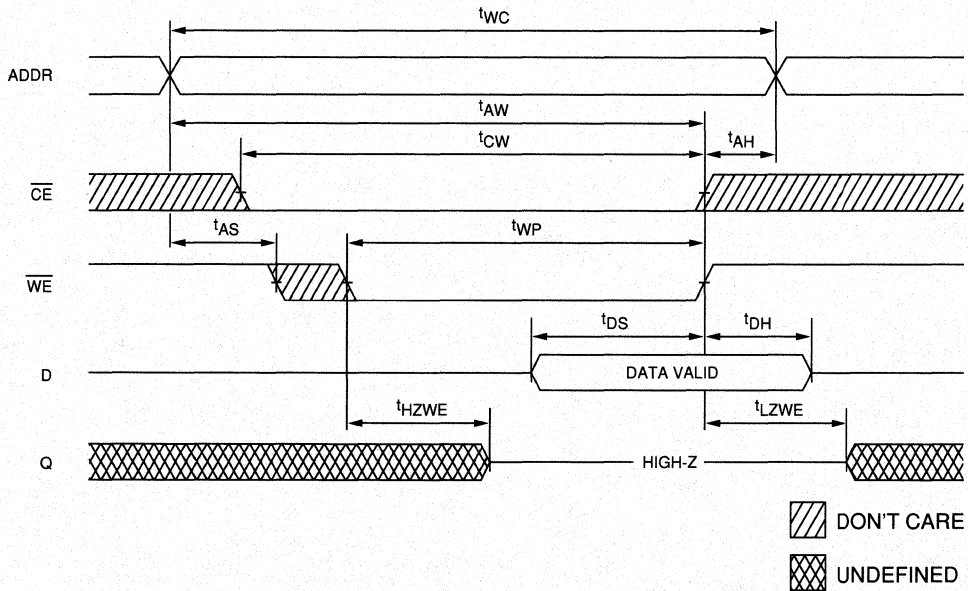 tWC
ADDR
tAW
tCW
tAH
CE
tAS
tWP
WE
tDS
tDH
D
DATA VALID
tHZWE
tLZWE
Q
HIGH-Z
DON'T CARE
UNDEFINED